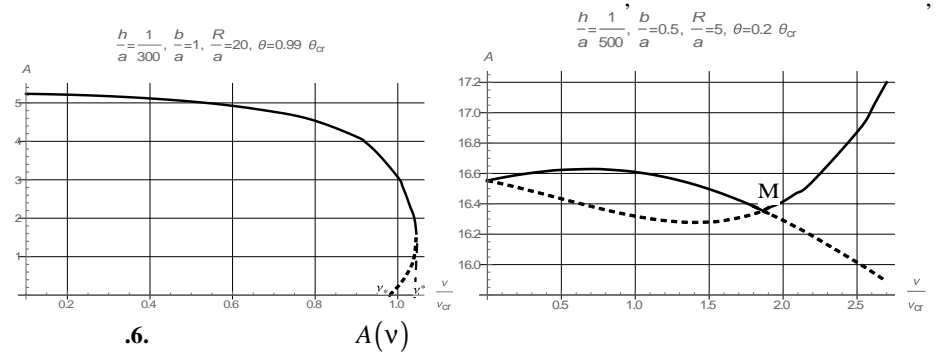 h/a=1/300, b/a=1, R/a=20, θ=0.99 θcr
A
5
4
3
2
1
0.2 0.4 0.6 0.8 1.0
ν* ν* ν/νcr
.6. A(ν)
, ,
h/a=1/500, b/a=0.5, R/a=5, θ=0.2 θcr
A
17.2
17.0
16.8
16.6
16.4
16.2
16.0
M
0.5 1.0 1.5 2.0 2.5
ν/νcr